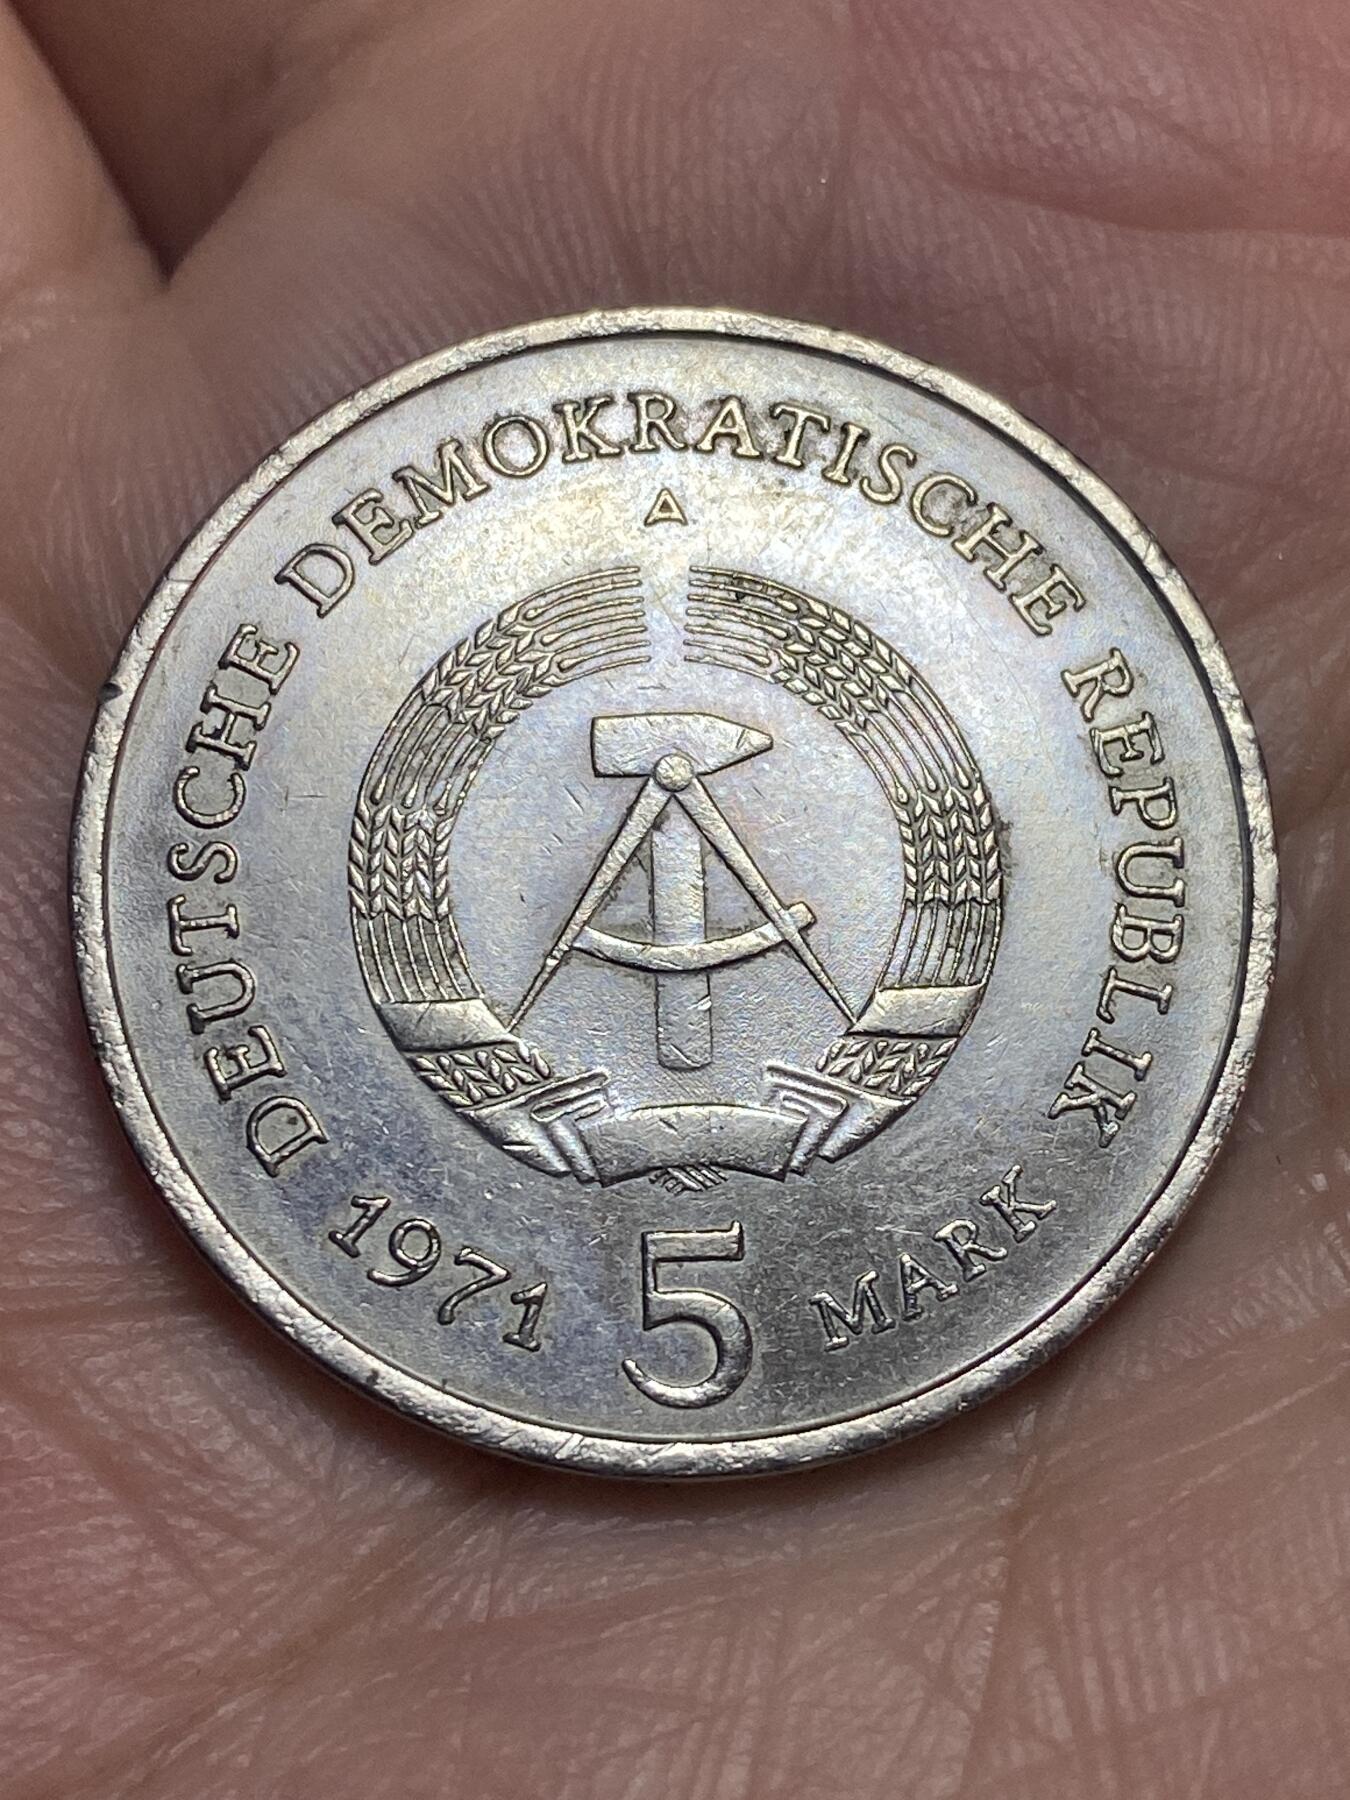 DEUTSCHE DEMOKRATISCHE REPUBLIK
A
1971 5 MARK